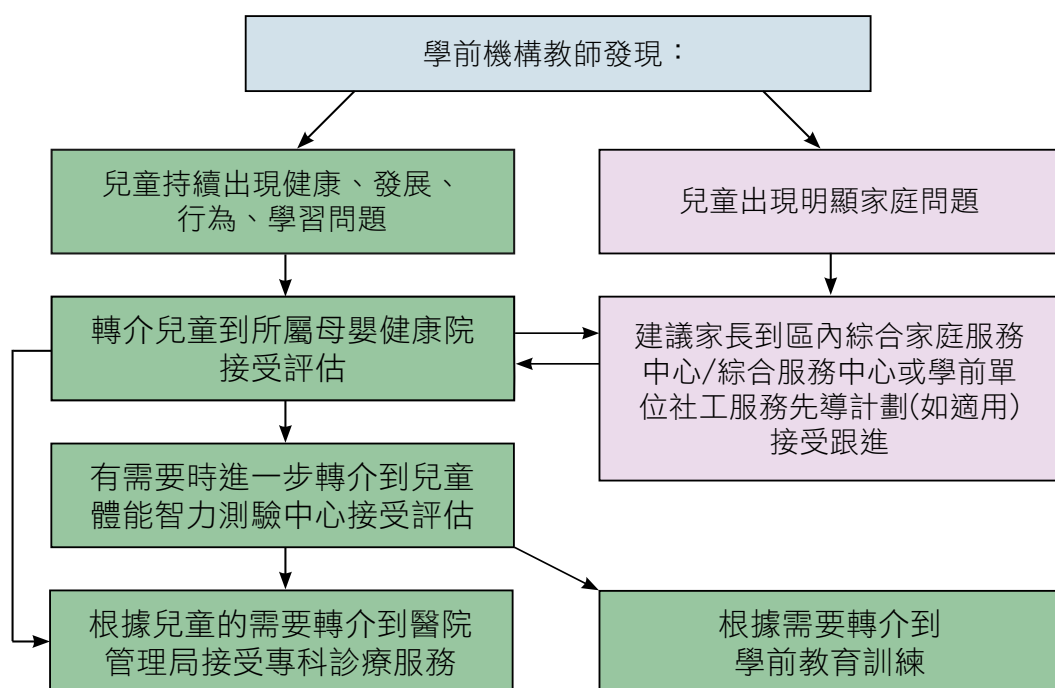 學前機構教師發現：
兒童持續出現健康、發展、
行為、學習問題
兒童出現明顯家庭問題
轉介兒童到所屬母嬰健康院
接受評估
建議家長到區內綜合家庭服務
中心/綜合服務中心或學前單
位社工服務先導計劃(如適用)
接受跟進
有需要時進一步轉介到兒童
體能智力測驗中心接受評估
根據兒童的需要轉介到醫院
管理局接受專科診療服務
根據需要轉介到
學前教育訓練